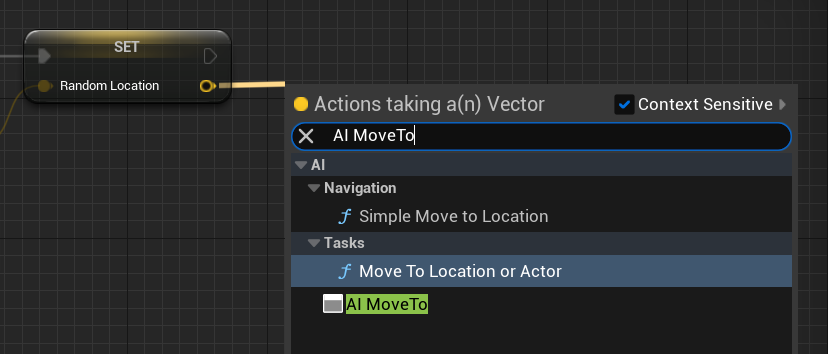 SET
Random Location
Actions taking a(n) Vector
Context Sensitive
AI MoveTo
AI
Navigation
Simple Move to Location
Tasks
Move To Location or Actor
AI MoveTo